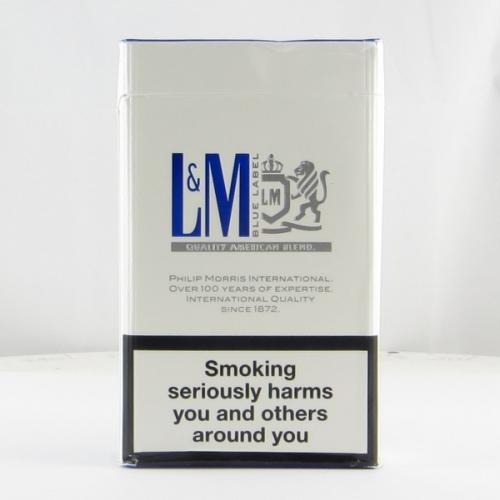 L&M
BLUE LABEL
LM
QUALITY AMERICAN BLEND.
PHILIP MORRIS INTERNATIONAL.
OVER 100 YEARS OF EXPERTISE.
INTERNATIONAL QUALITY
SINCE 1872.
Smoking
seriously harms
you and others
around you